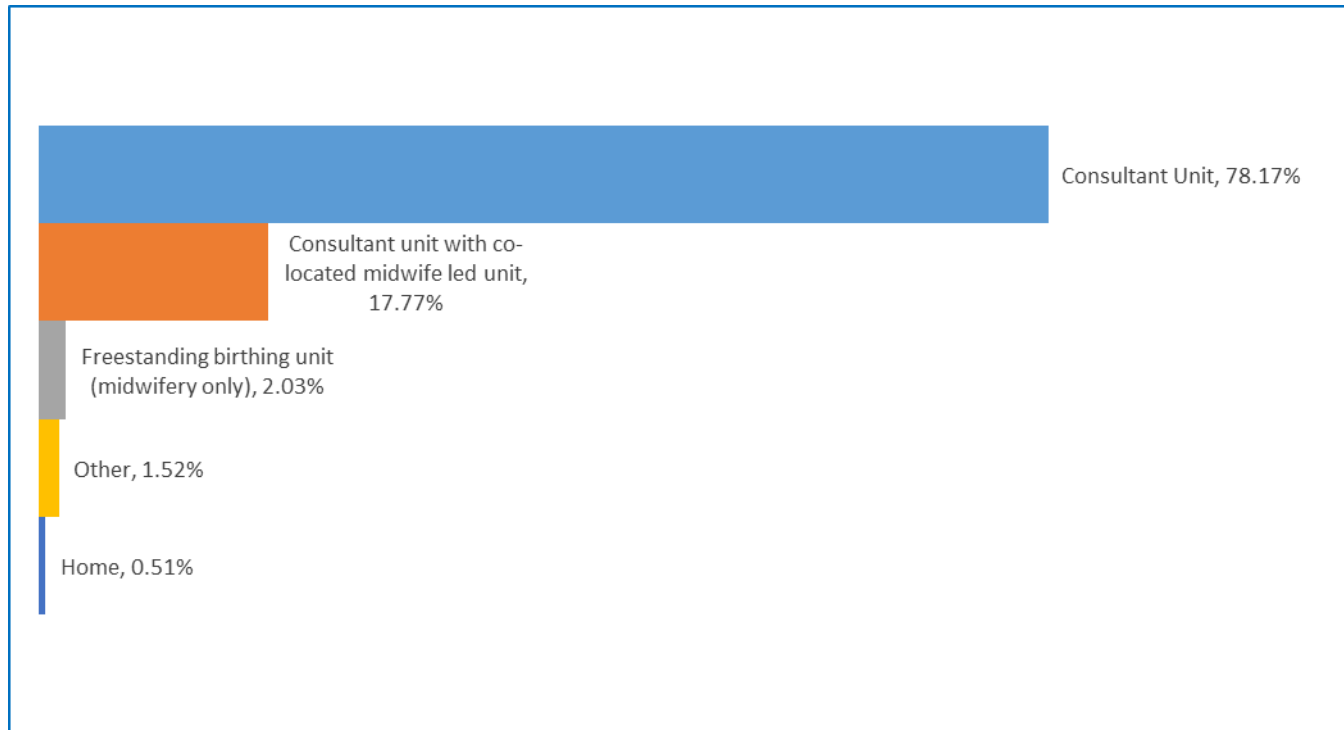 Consultant Unit, 78.17%
Consultant unit with co-
located midwife led unit,
17.77%
Freestanding birthing unit
(midwifery only), 2.03%
Other, 1.52%
Home, 0.51%